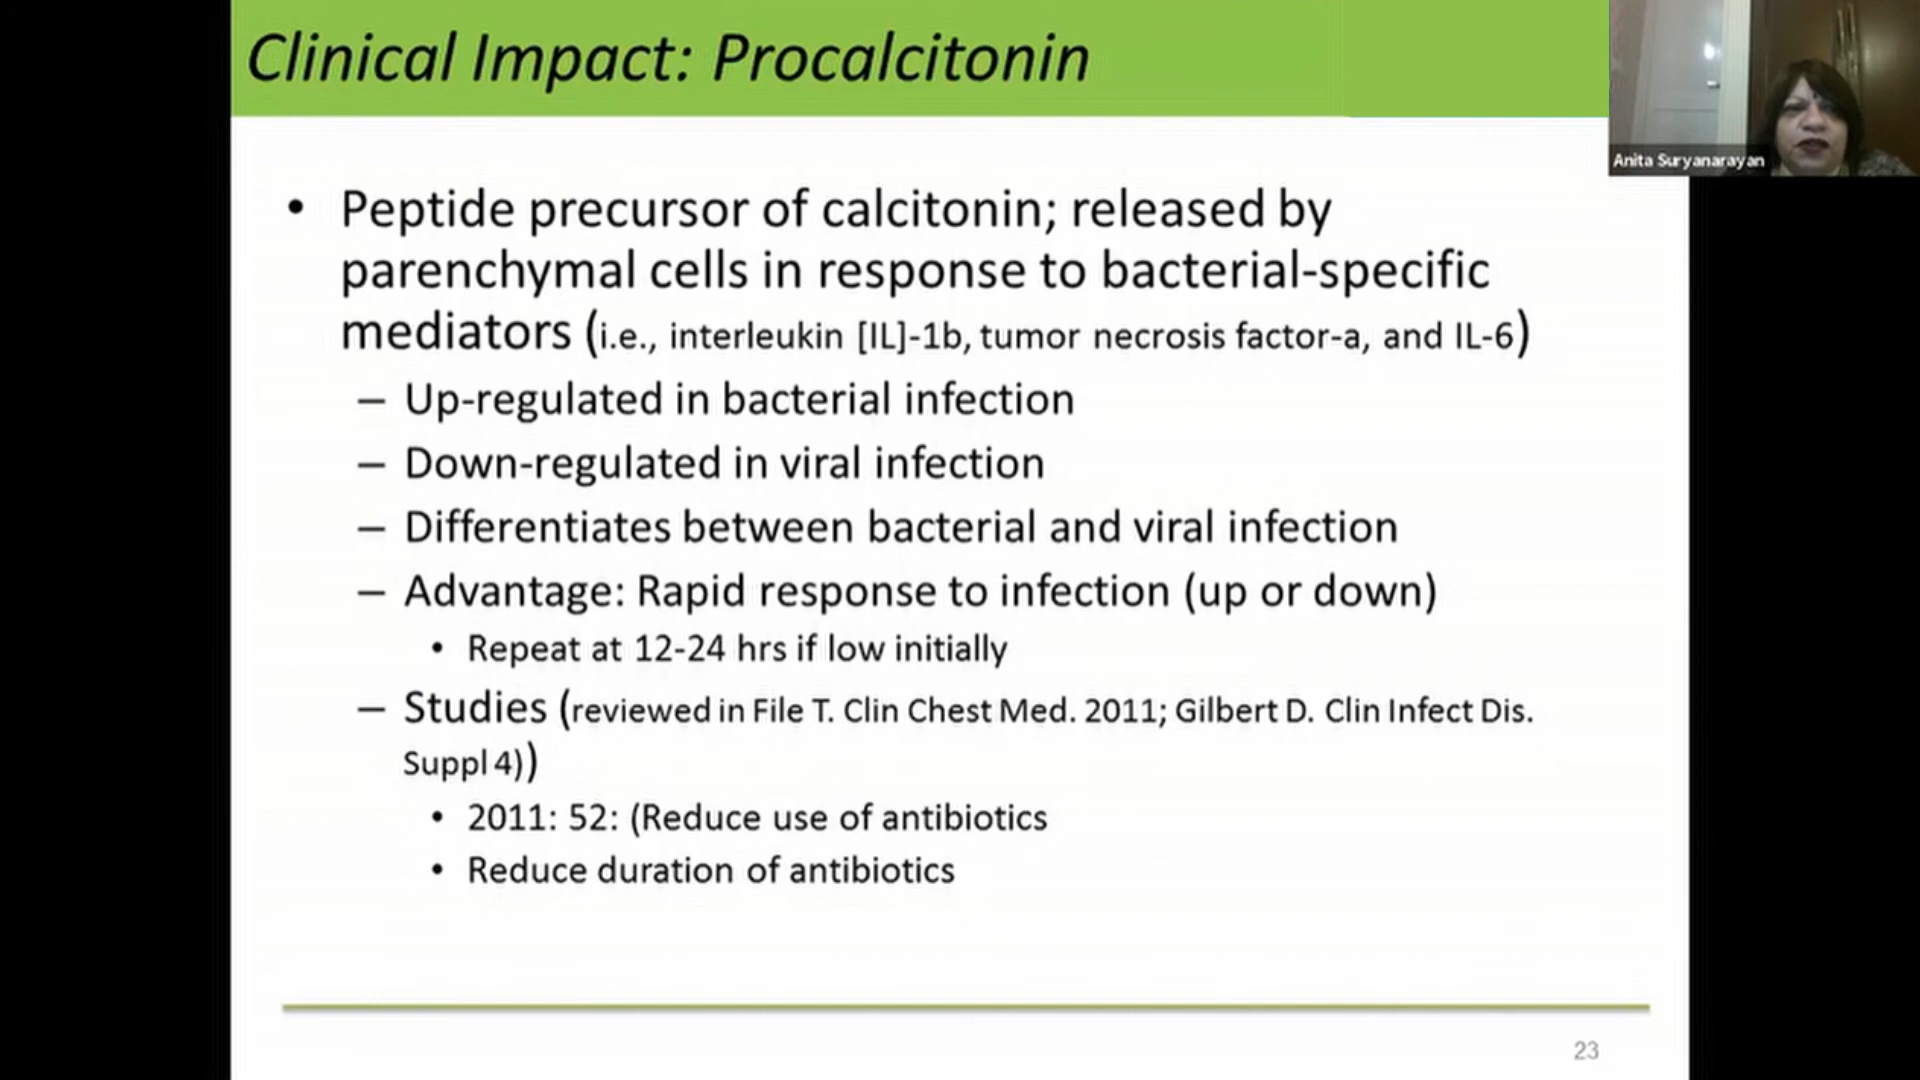 Clinical Impact: Procalcitonin
Anita Suryanarayan
• Peptide precursor of calcitonin; released by
parenchymal cells in response to bacterial-specific
mediators (i.e., interleukin [IL]-1b, tumor necrosis factor-a, and IL-6)
– Up-regulated in bacterial infection
– Down-regulated in viral infection
– Differentiates between bacterial and viral infection
– Advantage: Rapid response to infection (up or down)
• Repeat at 12-24 hrs if low initially
– Studies (reviewed in File T. Clin Chest Med. 2011; Gilbert D. Clin Infect Dis.
Suppl 4))
• 2011: 52: (Reduce use of antibiotics
• Reduce duration of antibiotics
23